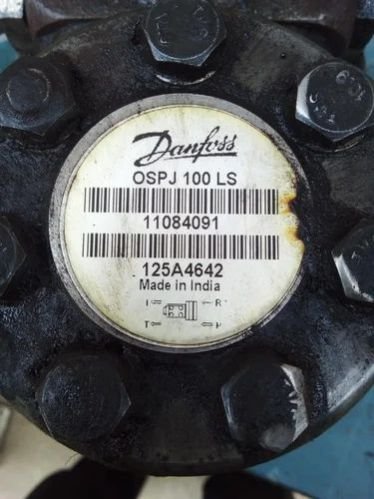 Danfoss
OSPJ 100 LS
11084091
125A4642
Made in India
R
T P